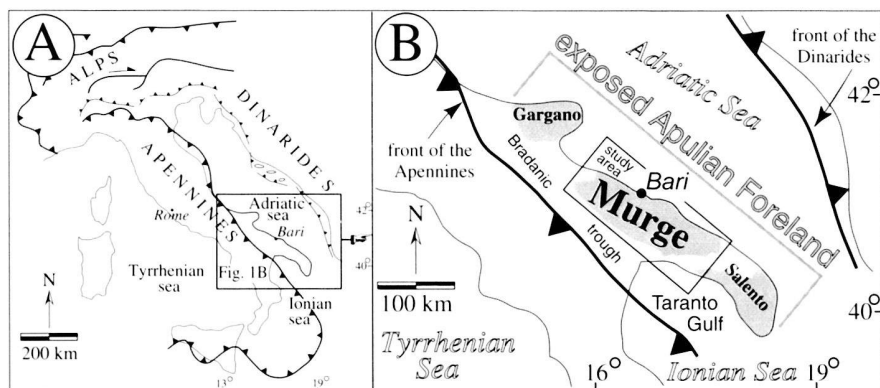 A
ALPS
DINARIDES
APENNINES
Adriatic
sea
Rome
Bari
42°
40°
Fig. 1B
Tyrrhenian
sea
Ionian
sea
N
200 km
13°
19°
B
front of the
Dinarides
Adriatic Sea
exposed Apulian Foreland
42°
Gargano
front of the
Apennines
Bradanic
trough
study
area
Bari
Murge
Salento
N
100 km
Taranto
Gulf
40°
Tyrrhenian
Sea
16°
Ionian Sea
19°